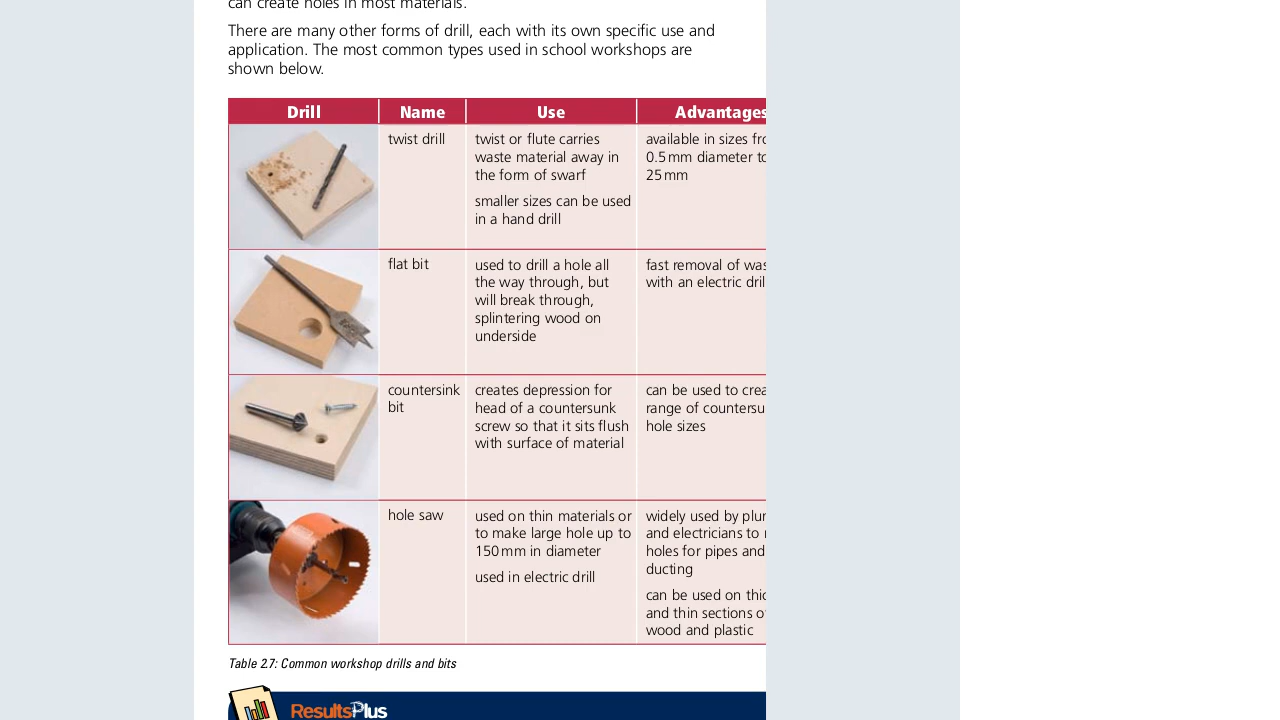 can create holes in most materials.
There are many other forms of drill, each with its own specific use and
application. The most common types used in school workshops are
shown below.
Drill Name Use Advantages
twist drill
twist or flute carries
waste material away in
the form of swarf
smaller sizes can be used
in a hand drill
available in sizes
0.5 mm diameter
25 mm
flat bit
used to drill a hole all
the way through, but
will break through,
splintering wood on
underside
fast removal of
with an electric
countersink
bit
creates depression for
head of a countersunk
screw so that it sits flush
with surface of material
can be used to
range of
hole sizes
hole saw
used on thin materials or
to make large hole up to
150 mm in diameter
used in electric drill
widely used by
and electricians to
holes for pipes and
ducting
can be used on
and thin sections
wood and plastic
Table 2.7: Common workshop drills and bits
ResultsPlus